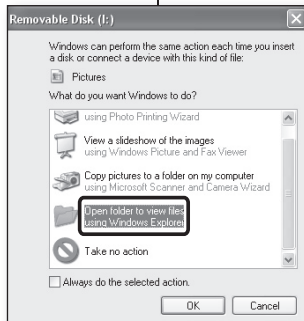 Removable Disk (I:)
Windows can perform the same action each time you insert
a disk or connect a device with this kind of file:
Pictures
What do you want Windows to do?
using Photo Printing Wizard
View a slideshow of the images
using Windows Picture and Fax Viewer
Copy pictures to a folder on my computer
using Microsoft Scanner and Camera Wizard
Open folder to view files
using Windows Explorer
Take no action
Always do the selected action.
OK
Cancel